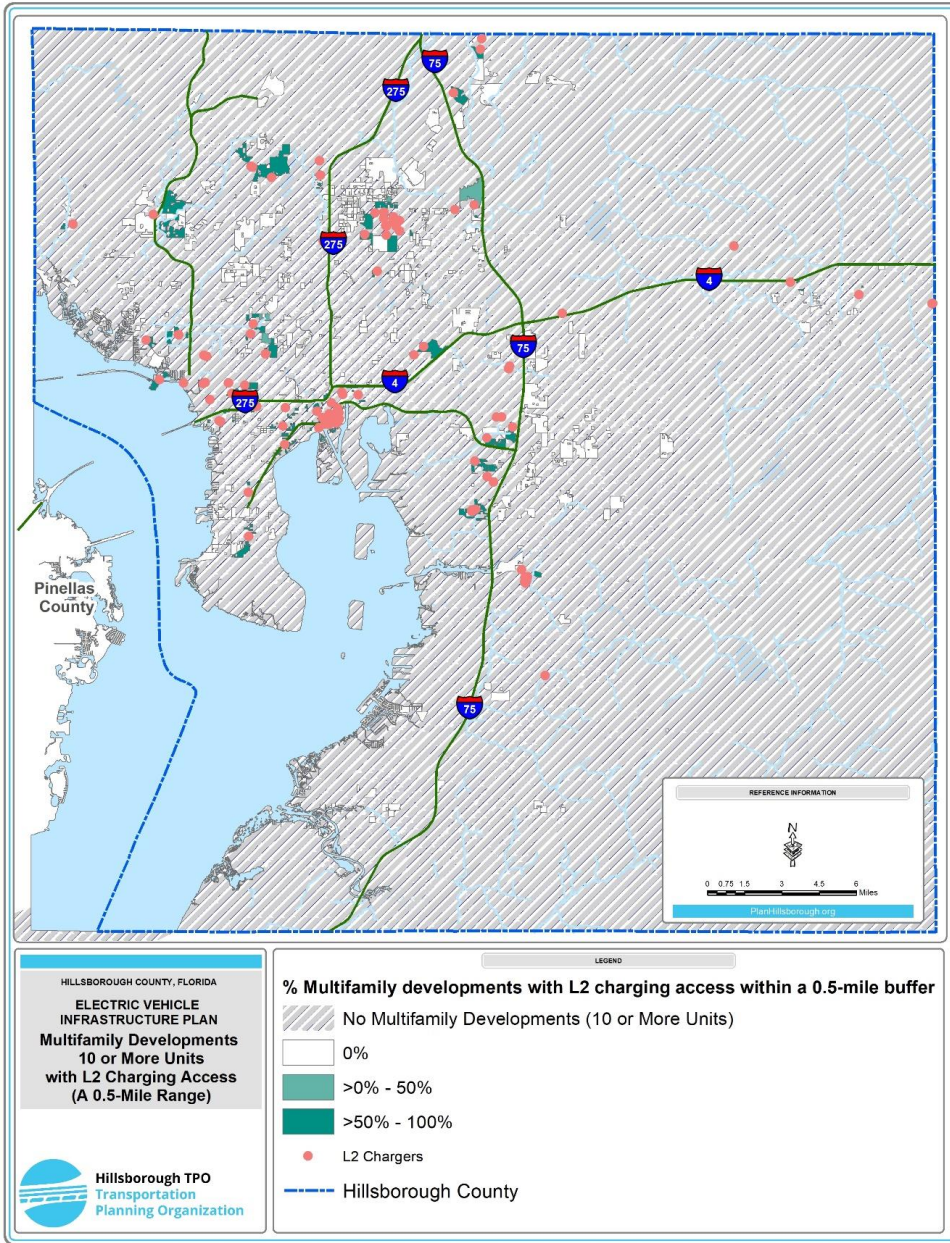 75
275
275
4
75
4
275
Pinellas
County
75
REFERENCE INFORMATION
N
0 0.75 1.5 3 4.5 6
Miles
PlanHillsborough.org
HILLSBOROUGH COUNTY, FLORIDA
ELECTRIC VEHICLE
INFRASTRUCTURE PLAN
Multifamily Developments
10 or More Units
with L2 Charging Access
(A 0.5-Mile Range)
Hillsborough TPO
Transportation
Planning Organization
LEGEND
% Multifamily developments with L2 charging access within a 0.5-mile buffer
No Multifamily Developments (10 or More Units)
0%
>0% - 50%
>50% - 100%
L2 Chargers
Hillsborough County